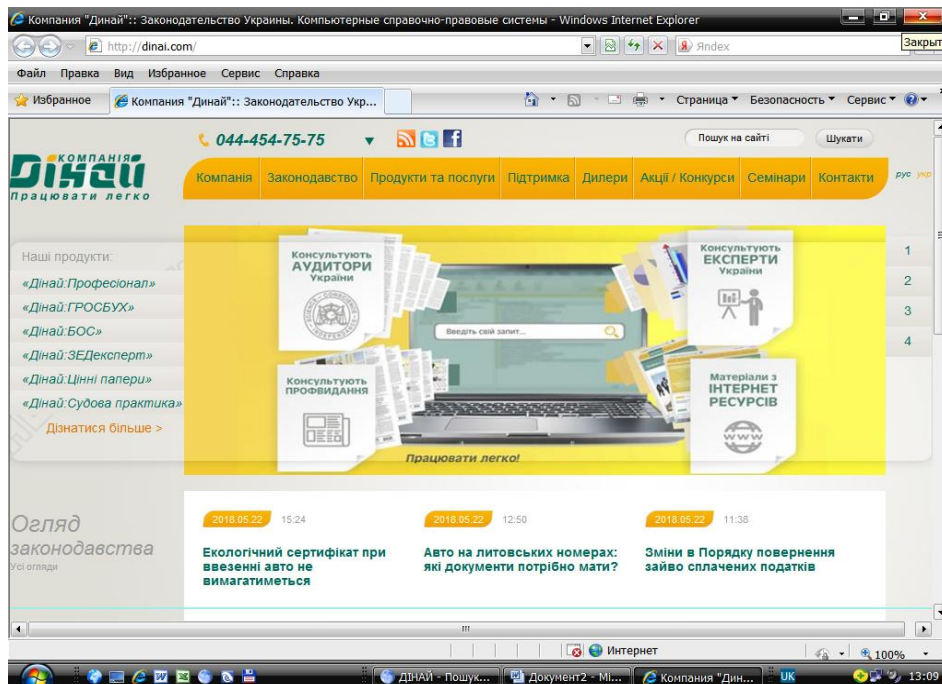 Компания "Динай":: Законодательство Украины. Компьютерные справочно-правовые системы - Windows Internet Explorer
http://dinai.com/
Яndex
Закрыт
Файл Правка Вид Избранное Сервис Справка
Избранное
Компания "Динай":: Законодательство Укр...
Страница Безопасность Сервис
044-454-75-75
Пошук на сайті
Шукати
КОМПАНІЯ
Дінай
Працювати легко
Компанія Законодавство Продукти та послуги Підтримка Дилери Акції / Конкурси Семінари Контакти
рус укр
Наші продукти:
«Дінай:Професіонал»
«Дінай:ГРОСБУХ»
«Дінай:БОС»
«Дінай:ЗЕДексперт»
«Дінай:Цінні папери»
«Дінай:Судова практика»
Дізнатися більше >
Консультують
АУДИТОРИ
України
Консультують
ЕКСПЕРТИ
України
Введіть свій запит...
Консультують
ПРОФВИДАННЯ
Матеріали з
ІНТЕРНЕТ
РЕСУРСІВ
www
Працювати легко!
1
2
3
4
Огляд
законодавства
Усі огляди
2018.05.22 15:24
Екологічний сертифікат при
ввезенні авто не
вимагатиметься
2018.05.22 12:50
Авто на литовських номерах:
які документи потрібно мати?
2018.05.22 11:38
Зміни в Порядку повернення
зайво сплачених податків
Интернет
100%
ДІНАЙ - Пошук...
Документ2 - Mi...
Компания "Дин...
UK
13:09